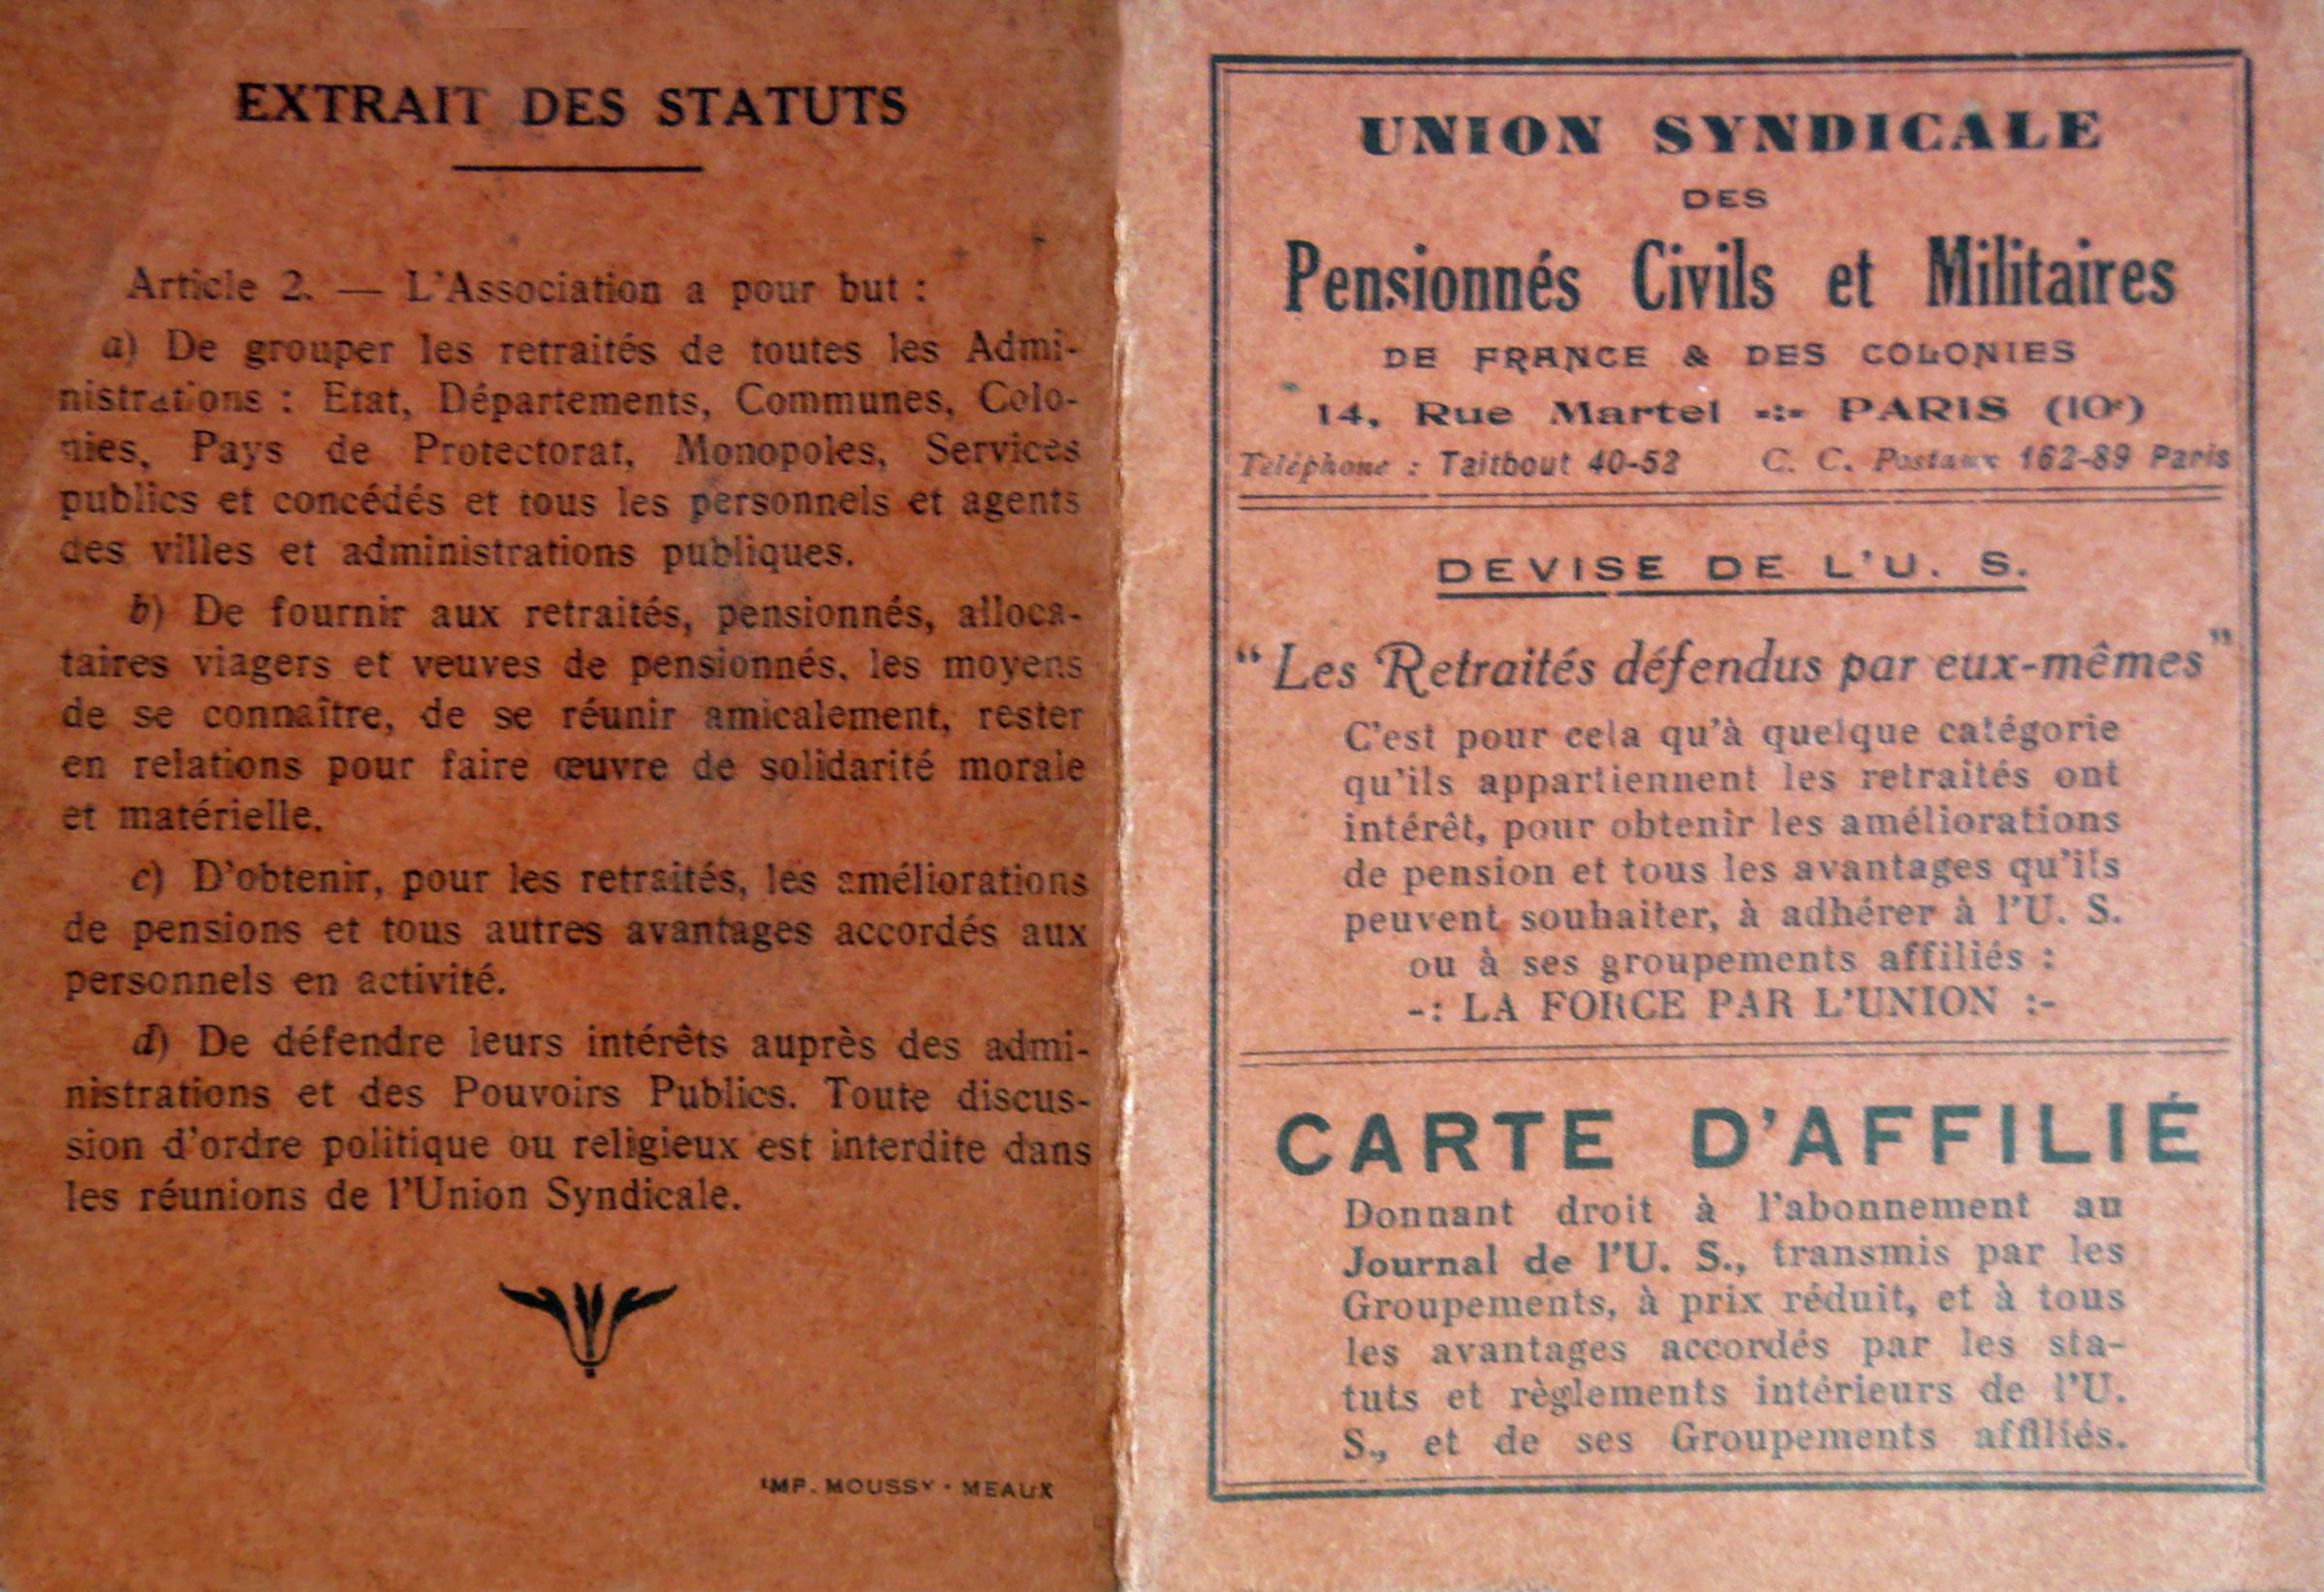 EXTRAIT DES STATUTS
Article 2. — L'Association a pour but :
a) De grouper les retraités de toutes les Admi-
nistrations : Etat, Départements, Communes, Colo-
nies, Pays de Protectorat, Monopoles, Services
publics et concédés et tous les personnels et agents
des villes et administrations publiques.
b) De fournir aux retraités, pensionnés, alloca-
taires viagers et veuves de pensionnés, les moyens
de se connaître, de se réunir amicalement, rester
en relations pour faire œuvre de solidarité morale
et matérielle.
c) D'obtenir, pour les retraités, les améliorations
de pensions et tous autres avantages accordés aux
personnels en activité.
d) De défendre leurs intérêts auprès des admi-
nistrations et des Pouvoirs Publics. Toute discus-
sion d'ordre politique ou religieux est interdite dans
les réunions de l'Union Syndicale.
IMP. MOUSSY · MEAUX
UNION SYNDICALE
DES
Pensionnés Civils et Militaires
DE FRANCE & DES COLONIES
14, Rue Martel -:- PARIS (10e)
Téléphone : Taitbout 40-52 C. C. Postaux 162-89 Paris
DEVISE DE L'U. S.
“ Les Retraités défendus par eux-mêmes ”
C'est pour cela qu'à quelque catégorie
qu'ils appartiennent les retraités ont
intérêt, pour obtenir les améliorations
de pension et tous les avantages qu'ils
peuvent souhaiter, à adhérer à l'U. S.
ou à ses groupements affiliés :
-: LA FORCE PAR L'UNION :-
CARTE D'AFFILIÉ
Donnant droit à l'abonnement au
Journal de l'U. S., transmis par les
Groupements, à prix réduit, et à tous
les avantages accordés par les sta-
tuts et règlements intérieurs de l'U.
S., et de ses Groupements affiliés.